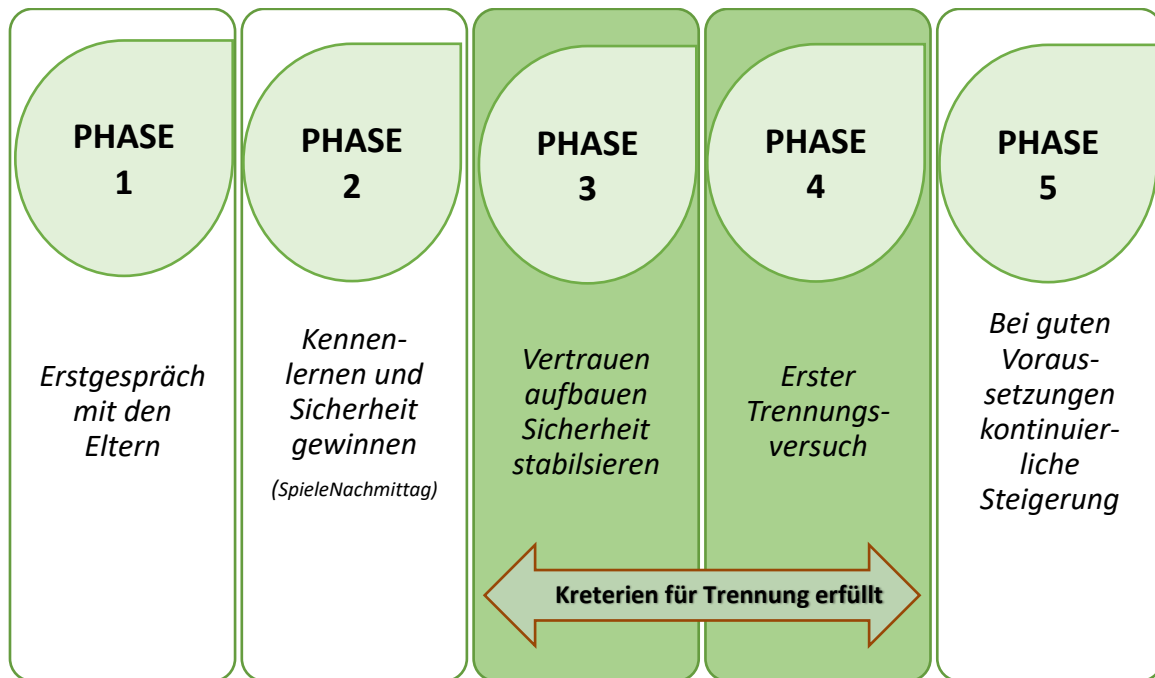 PHASE
1
Erstgespräch
mit den
Eltern
PHASE
2
Kennen-
lernen und
Sicherheit
gewinnen
(SpieleNachmittag)
PHASE
3
Vertrauen
aufbauen
Sicherheit
stabilsieren
PHASE
4
Erster
Trennungs-
versuch
PHASE
5
Bei guten
Voraus-
setzungen
kontinuier-
liche
Steigerung
Kreterien für Trennung erfüllt